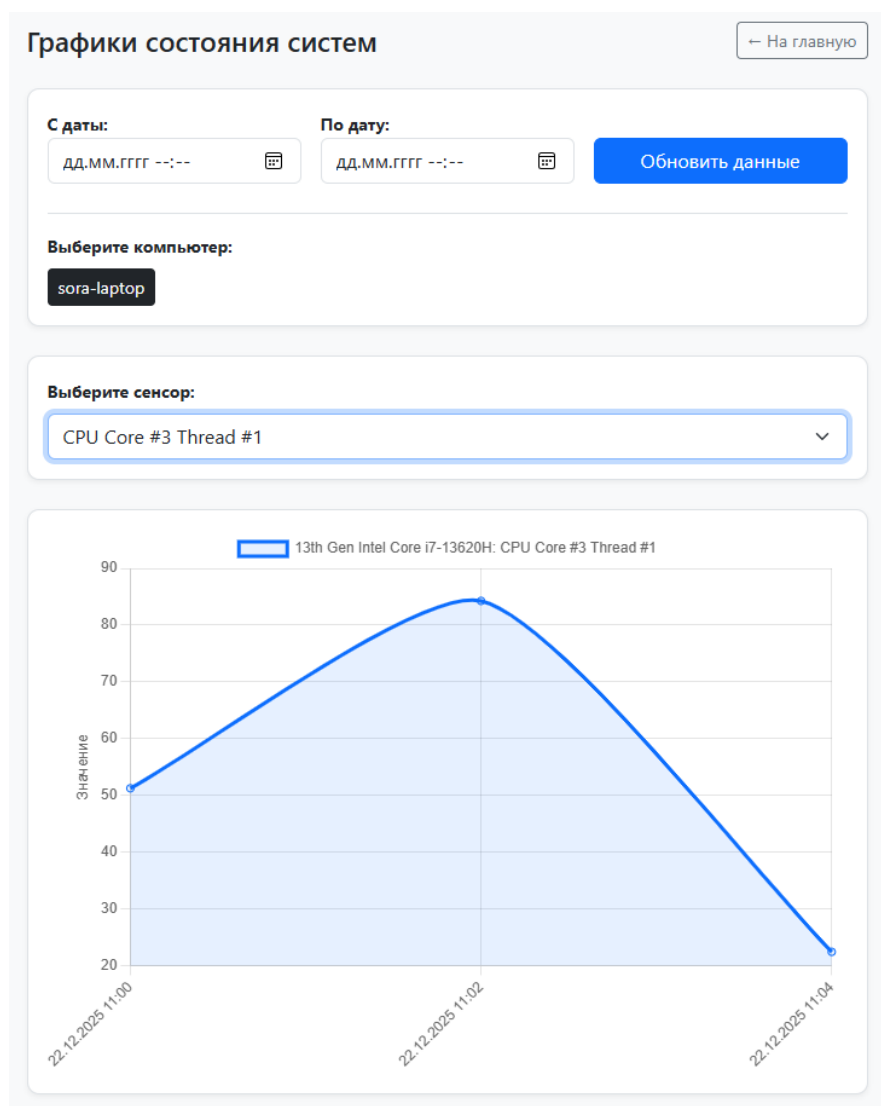 Графики состояния систем
← На главную
С даты:
По дату:
дд.мм.гггг --:--
дд.мм.гггг --:--
Обновить данные
Выберите компьютер:
sora-laptop
Выберите сенсор:
CPU Core #3 Thread #1
13th Gen Intel Core i7-13620H: CPU Core #3 Thread #1
90
80
70
60
50
40
30
20
Значение
22.12.2025 11:00
22.12.2025 11:02
22.12.2025 11:04